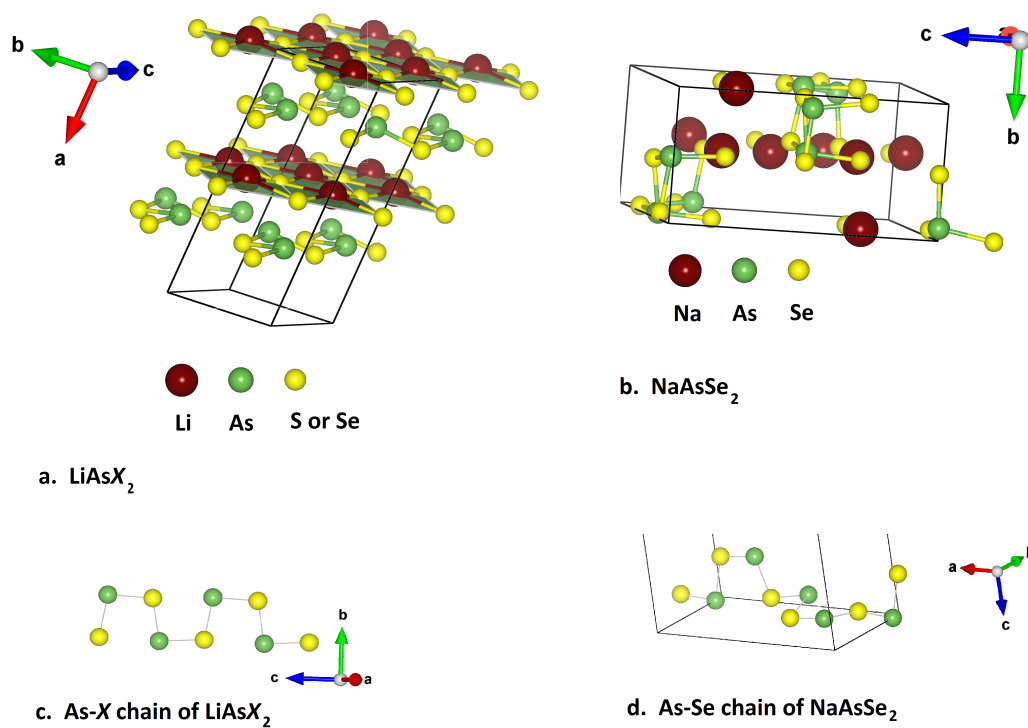 b
c
a
c
b
Na As Se
Li As S or Se
b. NaAsSe2
a. LiAsX2
a
c
b
c
a
c. As-X chain of LiAsX2
d. As-Se chain of NaAsSe2